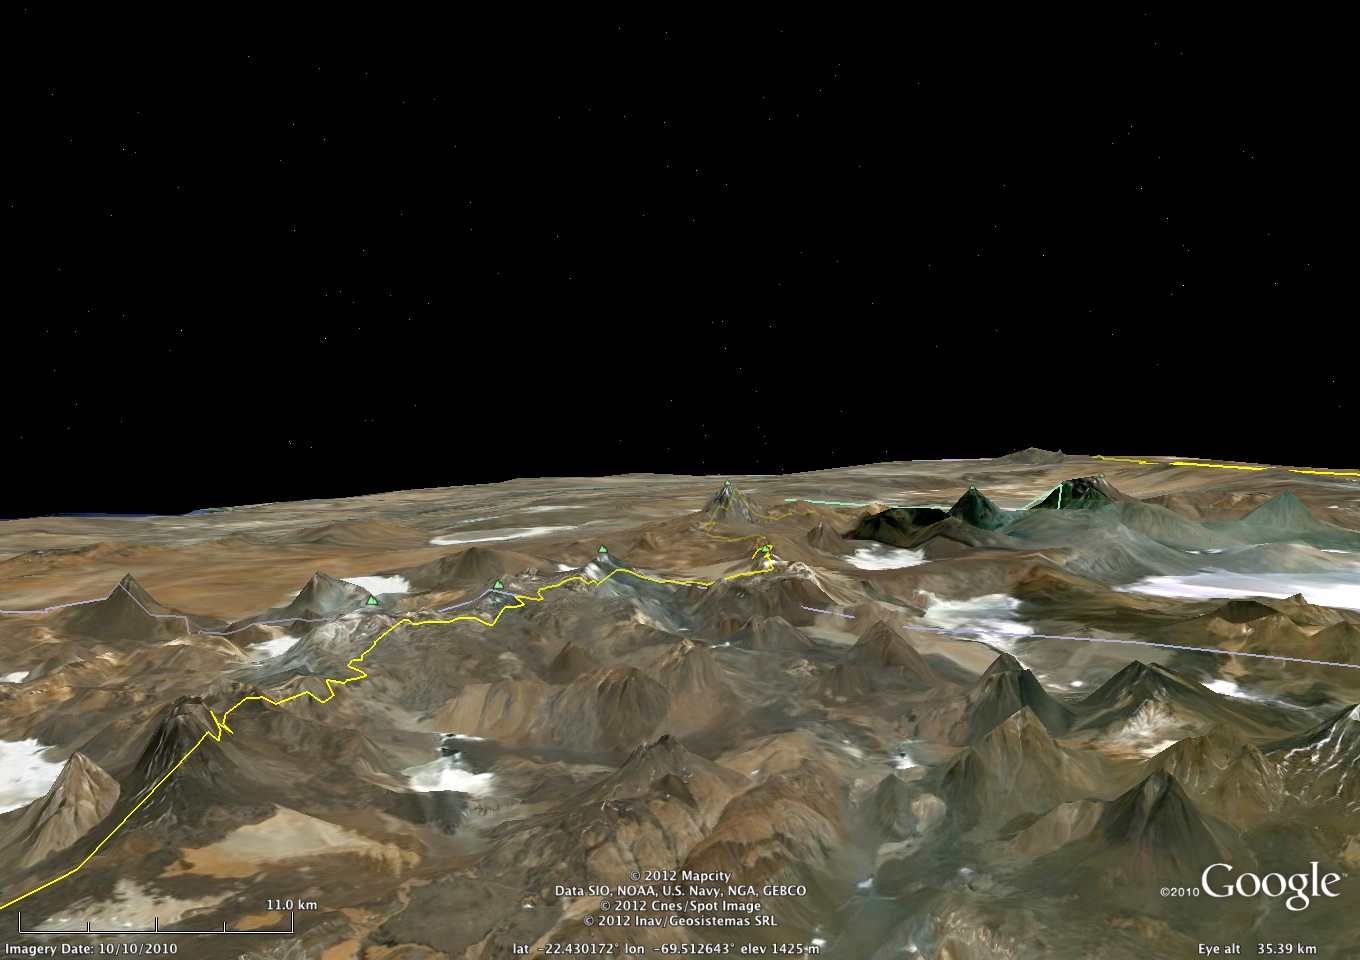 © 2012 Mapcity
Data SIO, NOAA, U.S. Navy, NGA, GEBCO
© 2012 Cnes/Spot Image
© 2012 Inav/Geosistemas SRL
©2010 Google™
11.0 km
Imagery Date: 10/10/2010
lat -22.430172° lon -69.512643° elev 1425 m
Eye alt 35.39 km